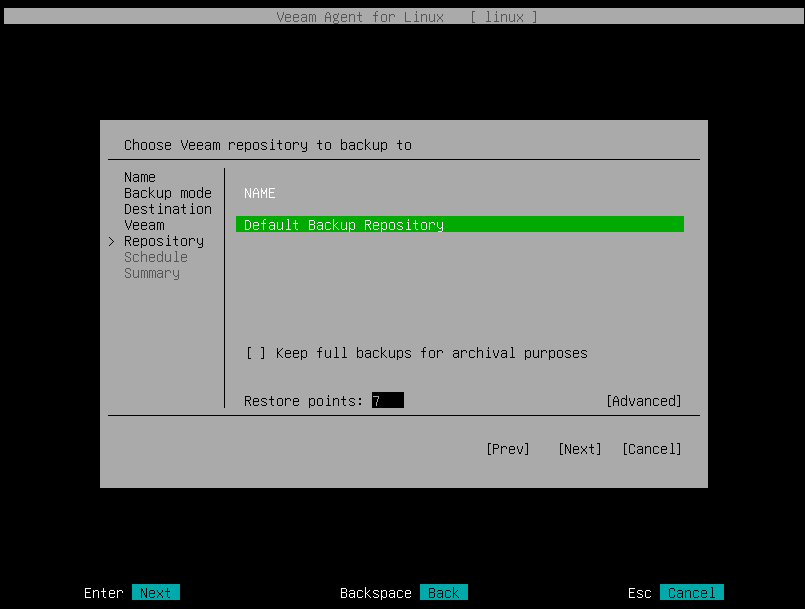 Veeam Agent for Linux [ linux ]
Choose Veeam repository to backup to
Name
Backup mode
Destination
Veeam
> Repository
Schedule
Summary
NAME
Default Backup Repository
[ ] Keep full backups for archival purposes
Restore points: 7 [Advanced]
[Prev] [Next] [Cancel]
Enter Next Backspace Back Esc Cancel